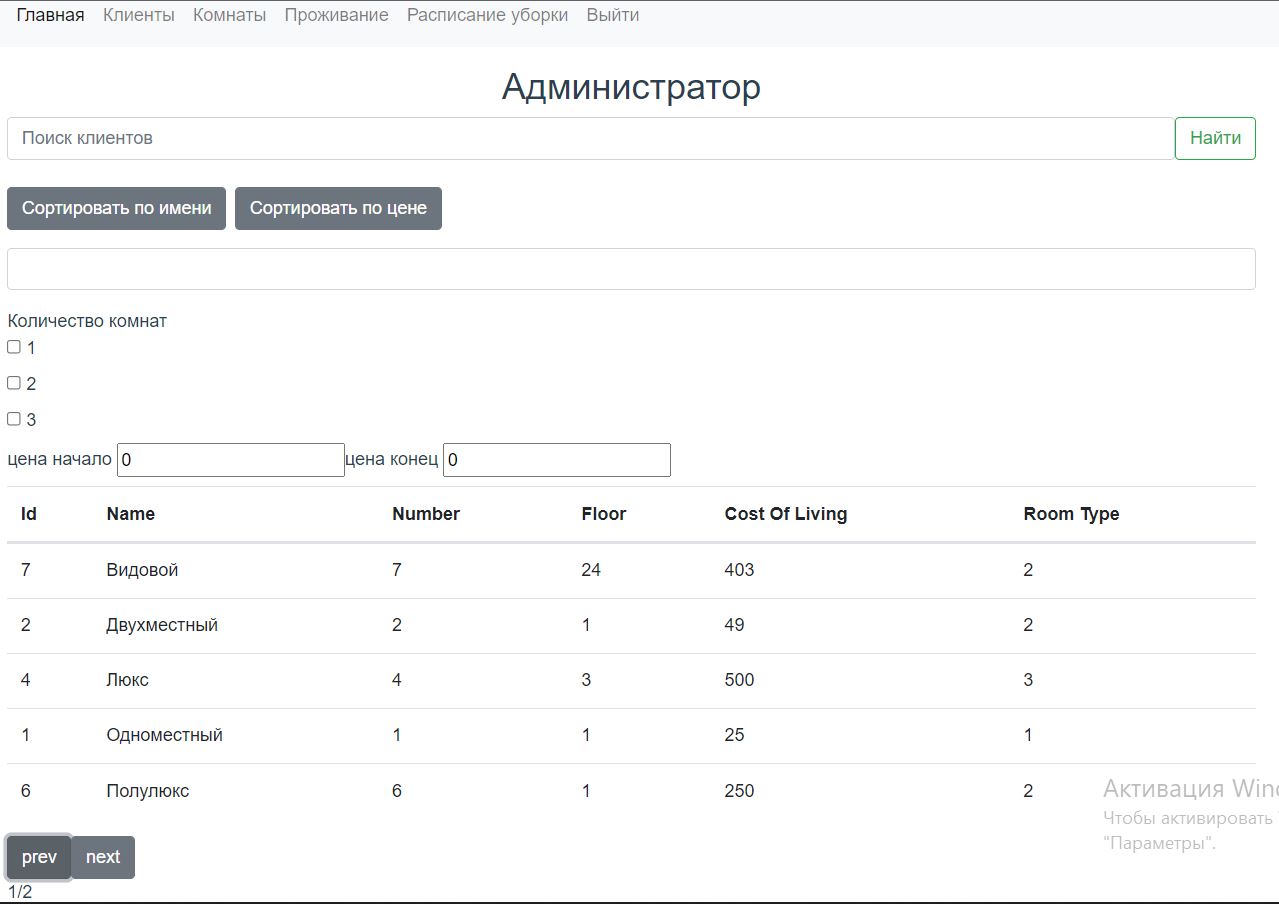 Главная Клиенты Комнаты Проживание Расписание уборки Выйти
Администратор
Поиск клиентов Найти
Сортировать по имени Сортировать по цене
Количество комнат
1
2
3
цена начало 0 цена конец 0
Id Name Number Floor Cost Of Living Room Type
7 Видовой 7 24 403 2
2 Двухместный 2 1 49 2
4 Люкс 4 3 500 3
1 Одноместный 1 1 25 1
6 Полулюкс 6 1 250 2
Активация Wind
Чтобы активировать
"Параметры".
prev next
1/2